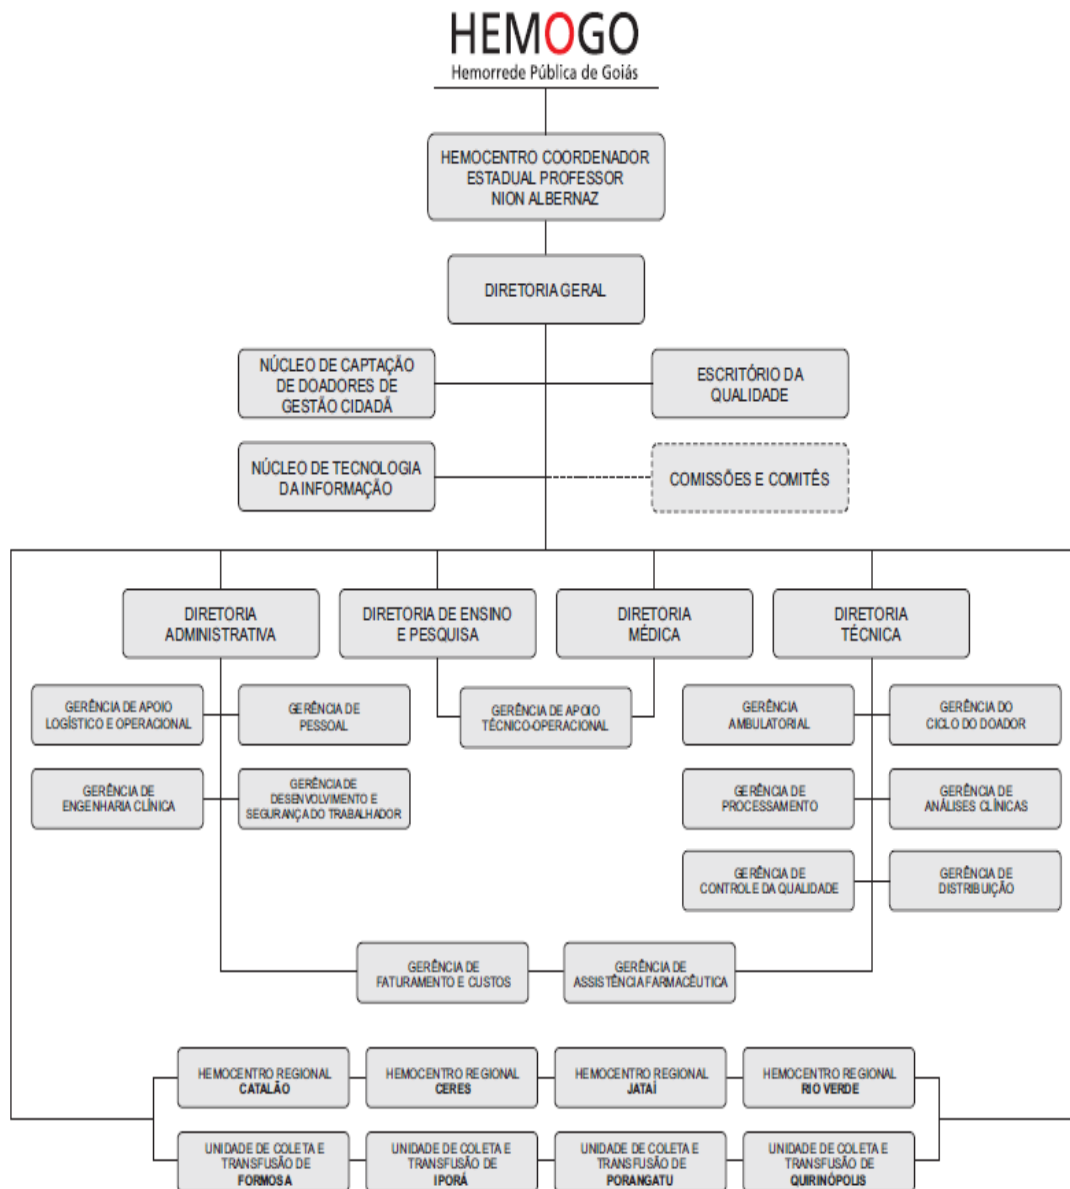 HEMOGO
Hemorrede Pública de Goiás
HEMOCENTRO COORDENADOR
ESTADUAL PROFESSOR
NION ALBERNAZ
DIRETORIA GERAL
NÚCLEO DE CAPTAÇÃO
DE DOADORES DE
GESTÃO CIDADÃ
ESCRITÓRIO DA
QUALIDADE
NÚCLEO DE TECNOLOGIA
DA INFORMAÇÃO
COMISSÕES E COMITÊS
DIRETORIA
ADMINISTRATIVA
DIRETORIA DE ENSINO
E PESQUISA
DIRETORIA
MÉDICA
DIRETORIA
TÉCNICA
GERÊNCIA DE APOIO
LOGÍSTICO E OPERACIONAL
GERÊNCIA DE
PESSOAL
GERÊNCIA DE APOIO
TÉCNICO-OPERACIONAL
GERÊNCIA
AMBULATORIAL
GERÊNCIA DO
CICLO DO DOADOR
GERÊNCIA DE
ENGENHARIA CLÍNICA
GERÊNCIA DE
DESENVOLVIMENTO E
SEGURANÇA DO TRABALHADOR
GERÊNCIA DE
PROCESSAMENTO
GERÊNCIA DE
ANÁLISES CLÍNICAS
GERÊNCIA DE
CONTROLE DA QUALIDADE
GERÊNCIA DE
DISTRIBUIÇÃO
GERÊNCIA DE
FATURAMENTO E CUSTOS
GERÊNCIA DE
ASSISTÊNCIA FARMACÊUTICA
HEMOCENTRO REGIONAL
CATALÃO
HEMOCENTRO REGIONAL
CERES
HEMOCENTRO REGIONAL
JATAÍ
HEMOCENTRO REGIONAL
RIO VERDE
UNIDADE DE COLETA E
TRANSFUSÃO DE
FORMOSA
UNIDADE DE COLETA E
TRANSFUSÃO DE
IPORÁ
UNIDADE DE COLETA E
TRANSFUSÃO DE
PORANGATU
UNIDADE DE COLETA E
TRANSFUSÃO DE
QUIRINÓPOLIS